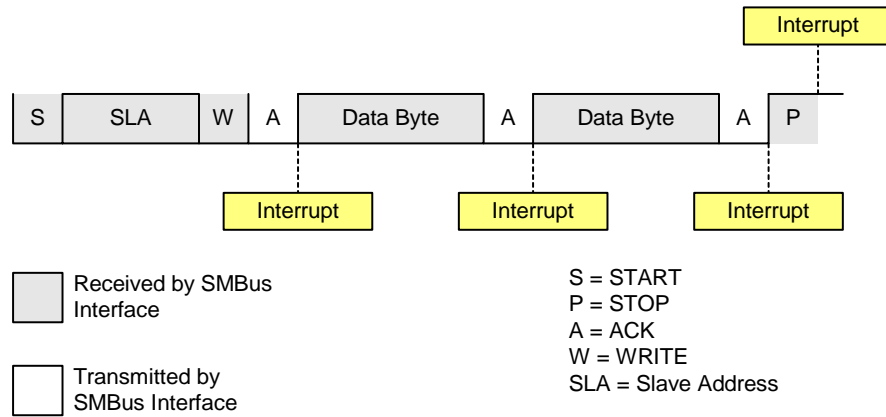 Interrupt
S SLA W A Data Byte A Data Byte A P
Interrupt Interrupt Interrupt
Received by SMBus
Interface
Transmitted by
SMBus Interface
S = START
P = STOP
A = ACK
W = WRITE
SLA = Slave Address